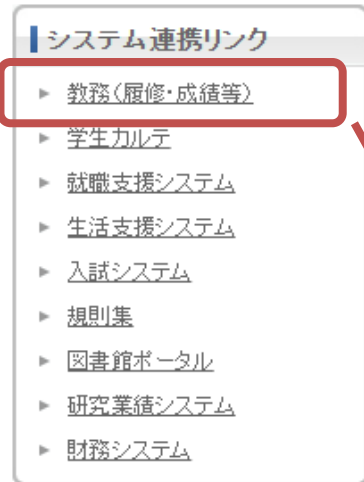 システム連携リンク
教務(履修・成績等)
学生カルテ
就職支援システム
生活支援システム
入試システム
規則集
図書館ポータル
研究業績システム
財務システム